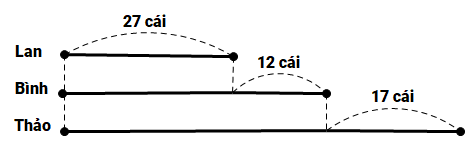 27 cái
Lan
12 cái
Bình
17 cái
Thảo